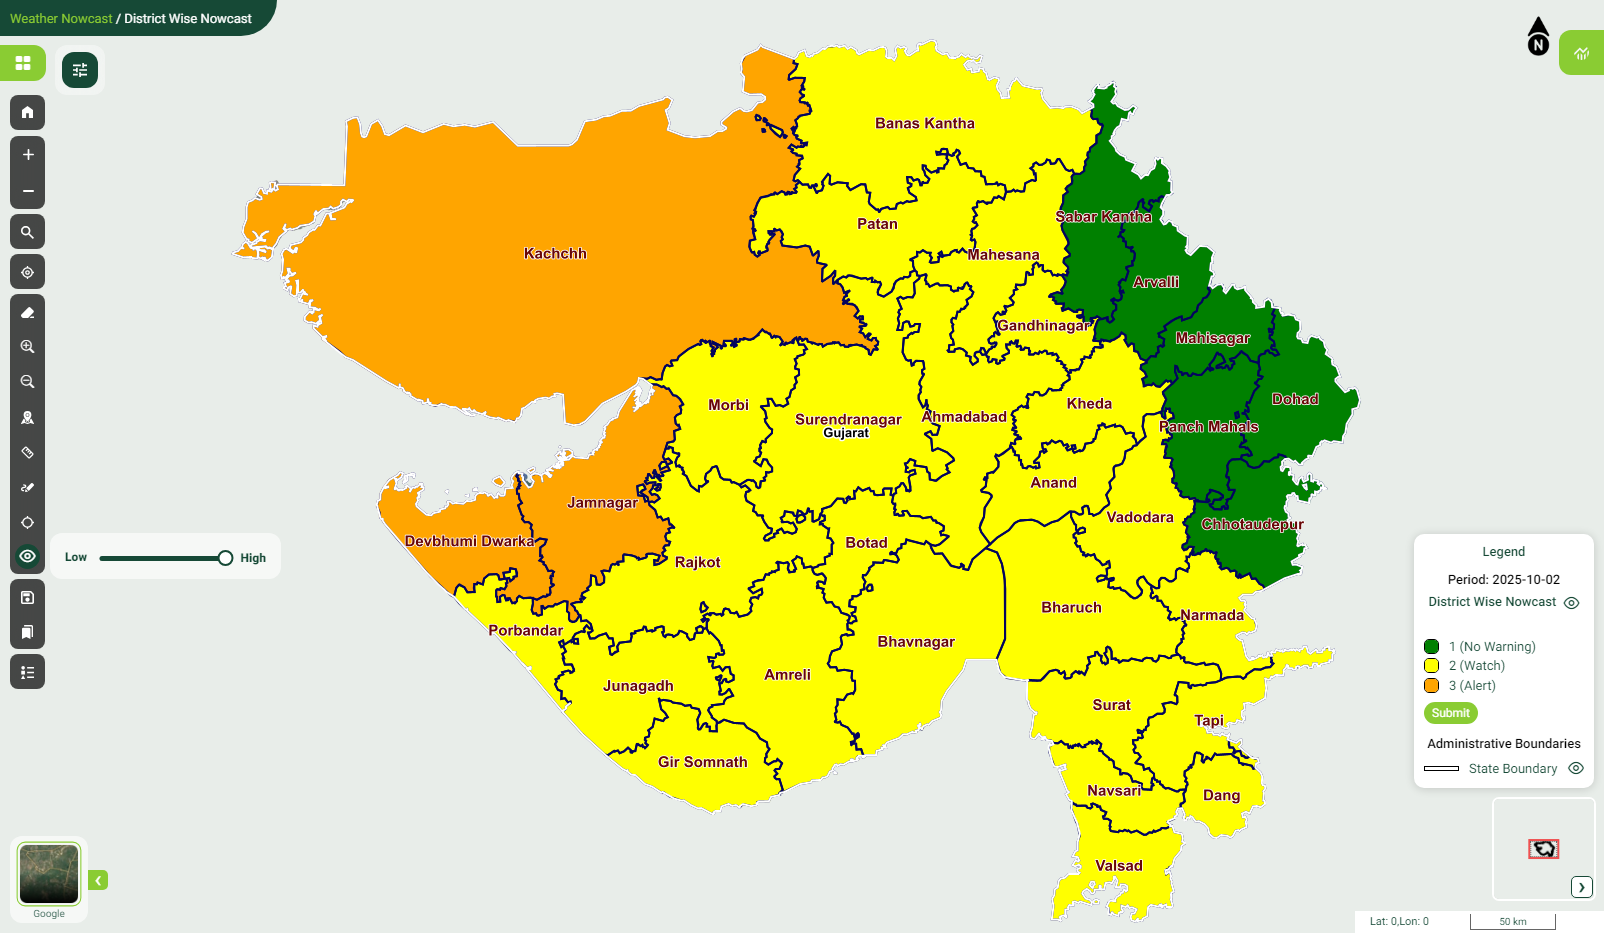 Weather Nowcast / District Wise Nowcast
N
Banas Kantha
Sabar Kantha
Patan
Kachchh
Mahesana
Arvalli
Gandhinagar
Mahisagar
Dohad
Morbi
Kheda
Surendranagar
Ahmadabad
Panch Mahals
Gujarat
Anand
Jamnagar
Vadodara
Chhotaudepur
Devbhumi Dwarka
Botad
Rajkot
Low
High
Bharuch
Narmada
Porbandar
Bhavnagar
Amreli
Junagadh
Surat
Tapi
Gir Somnath
Navsari
Dang
Valsad
Legend
Period: 2025-10-02
District Wise Nowcast
1 (No Warning)
2 (Watch)
3 (Alert)
Submit
Administrative Boundaries
State Boundary
Google
Lat: 0,Lon: 0
50 km